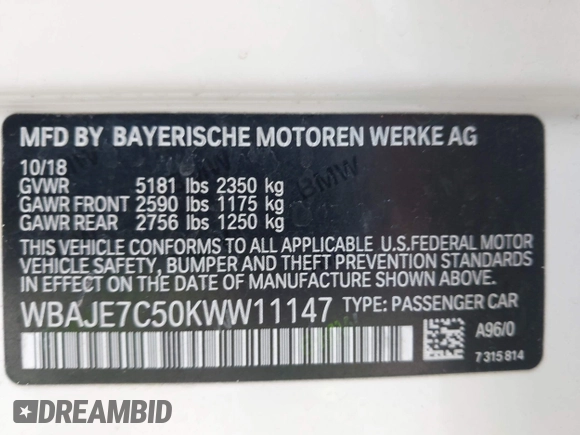 MFD BY BAYERISCHE MOTOREN WERKE AG
10/18
GVWR 5181 lbs 2350 kg
GAWR FRONT 2590 lbs 1175 kg
GAWR REAR 2756 lbs 1250 kg
THIS VEHICLE CONFORMS TO ALL APPLICABLE U.S.FEDERAL MOTOR
VEHICLE SAFETY, BUMPER, AND THEFT PREVENTION STANDARDS
IN EFFECT ON THE DATE OF MANUFACTURE SHOWN ABOVE.
WBAJE7C50KWW11147 TYPE: PASSENGER CAR
A96/0
7 315 814
BMW
DREAMBID